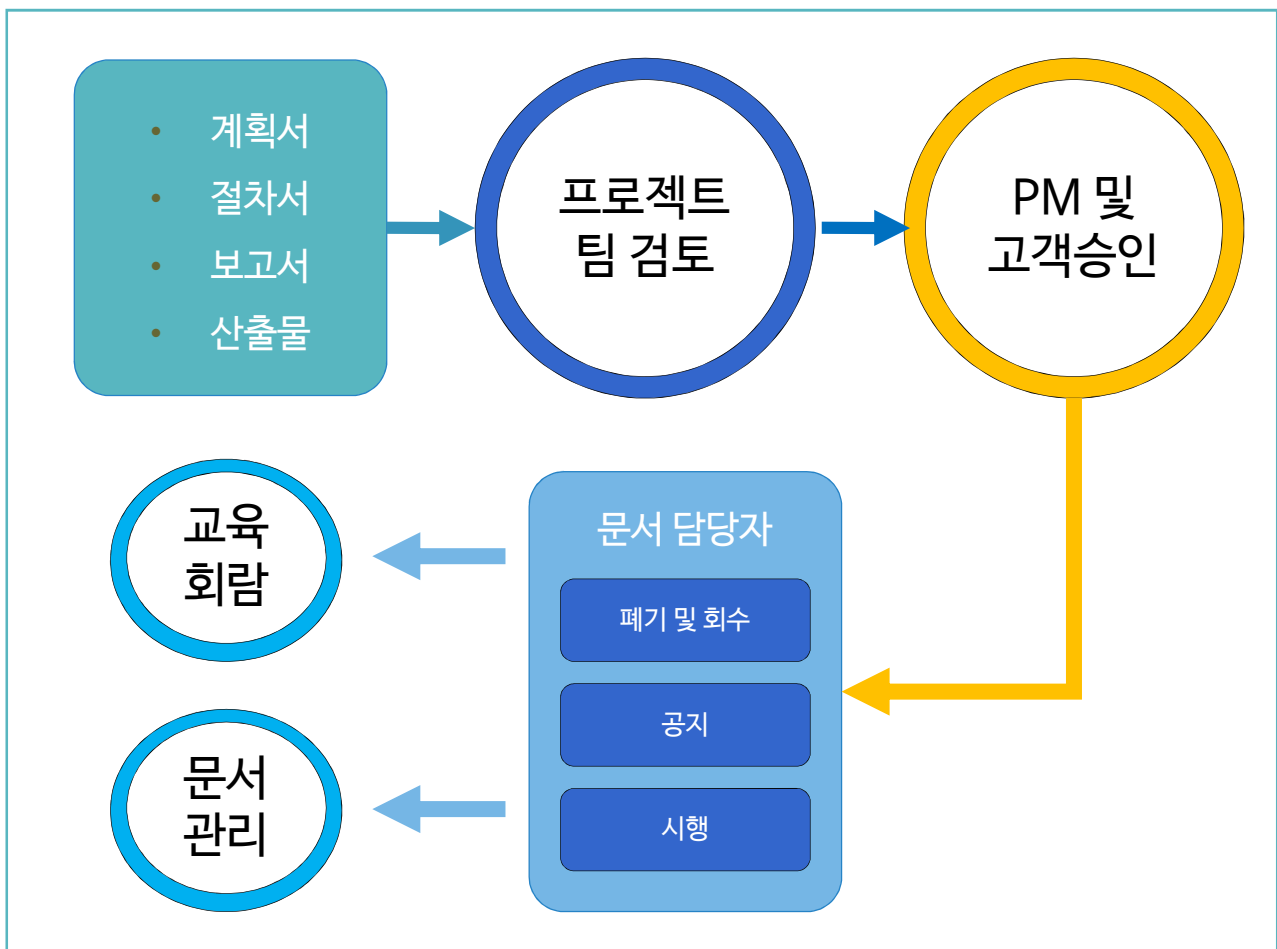 • 계획서
• 절차서
• 보고서
• 산출물
프로젝트
팀 검토
PM 및
고객승인
교육
회람
문서 담당자
폐기 및 회수
공지
시행
문서
관리